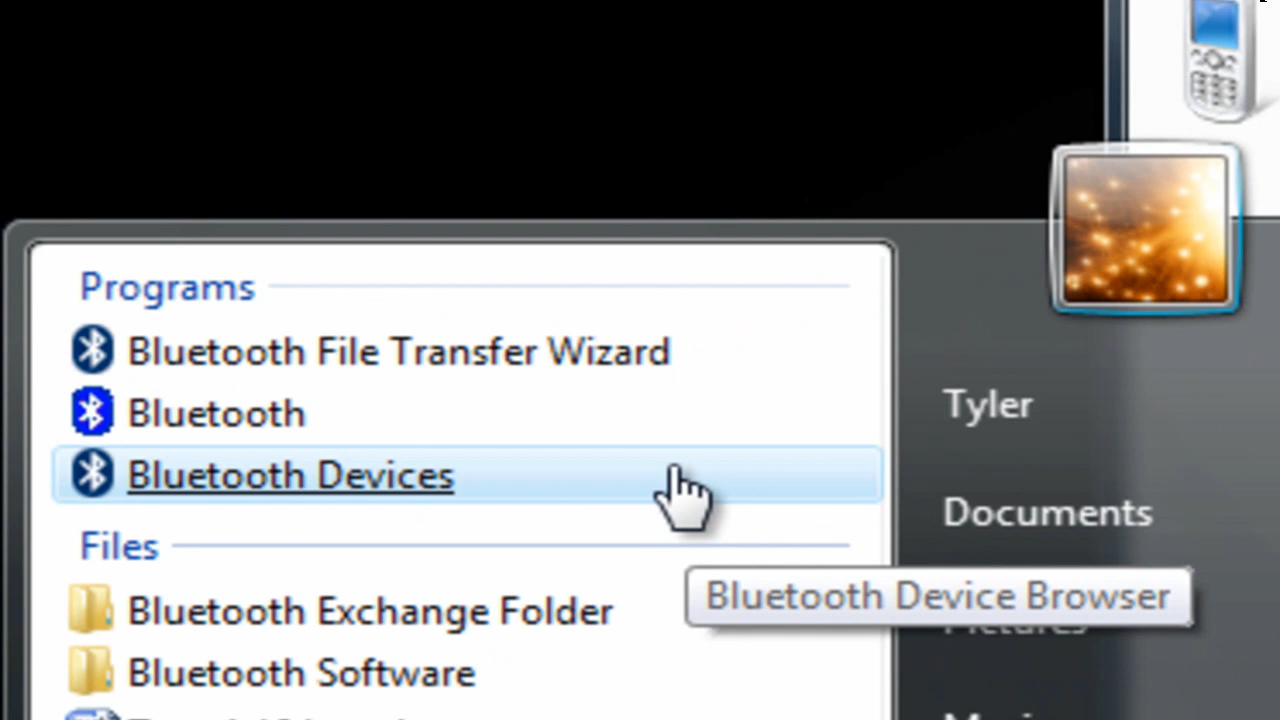 Programs
Bluetooth File Transfer Wizard
Bluetooth
Bluetooth Devices
Files
Bluetooth Exchange Folder
Bluetooth Software
Tyler
Documents
Bluetooth Device Browser
Pictures